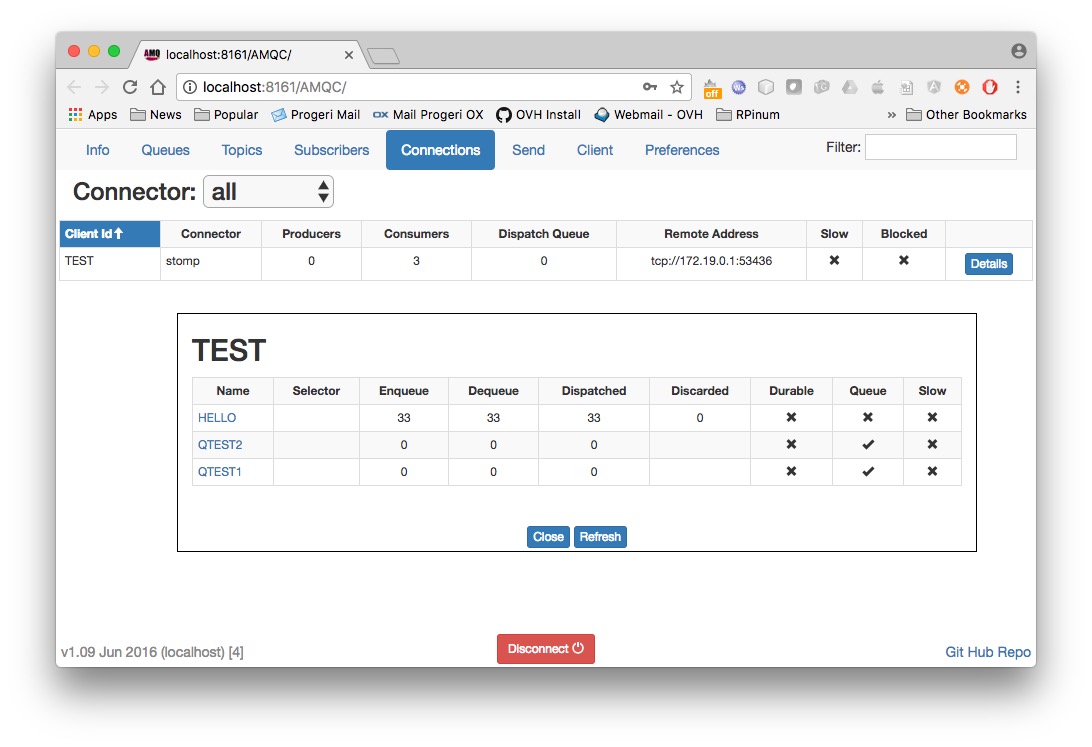 AMQ localhost:8161/AMQC/
localhost:8161/AMQC/ off
Apps News Popular Progeri Mail OX Mail Progeri OX OVH Install Webmail - OVH RPinum » Other Bookmarks
Info Queues Topics Subscribers Connections Send Client Preferences Filter:
Connector: all
Client Id Connector Producers Consumers Dispatch Queue Remote Address Slow Blocked
TEST stomp 0 3 0 tcp://172.19.0.1:53436 ✖ ✖ Details
TEST
Name Selector Enqueue Dequeue Dispatched Discarded Durable Queue Slow
HELLO 33 33 33 0 ✖ ✖ ✖
QTEST2 0 0 0 ✖ ✔ ✖
QTEST1 0 0 0 ✖ ✔ ✖
Close Refresh
v1.09 Jun 2016 (localhost) [4] Disconnect Git Hub Repo